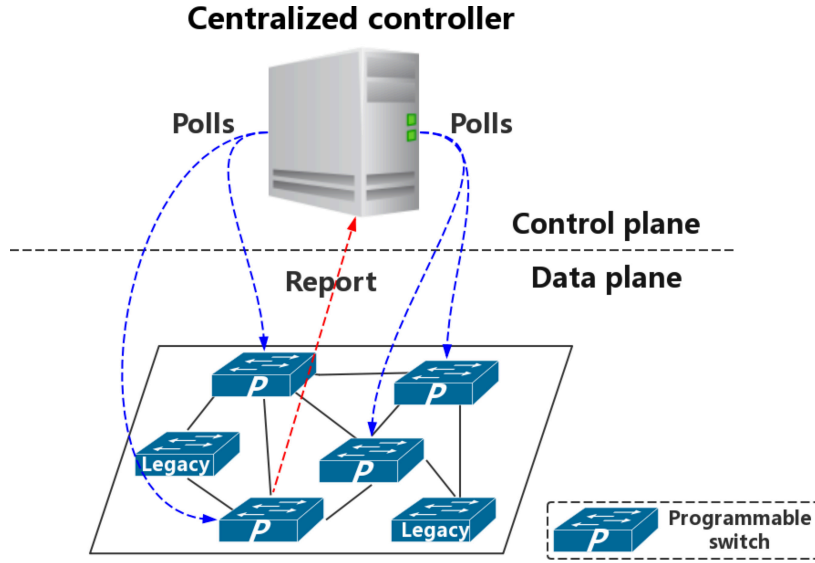 Centralized controller
Polls
Polls
Control plane
Data plane
Report
P
P
Legacy
P
P
Legacy
P
Programmable
switch